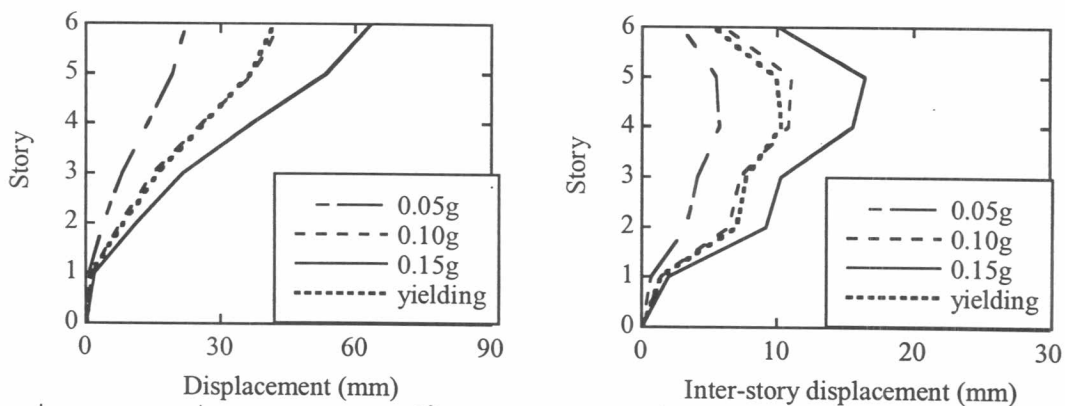 6
5
4
3
2
1
0
Story
0.05g
0.10g
0.15g
yielding
0 30 60 90
Displacement (mm)
6
5
4
3
2
1
0
Story
0.05g
0.10g
0.15g
yielding
0 10 20 30
Inter-story displacement (mm)